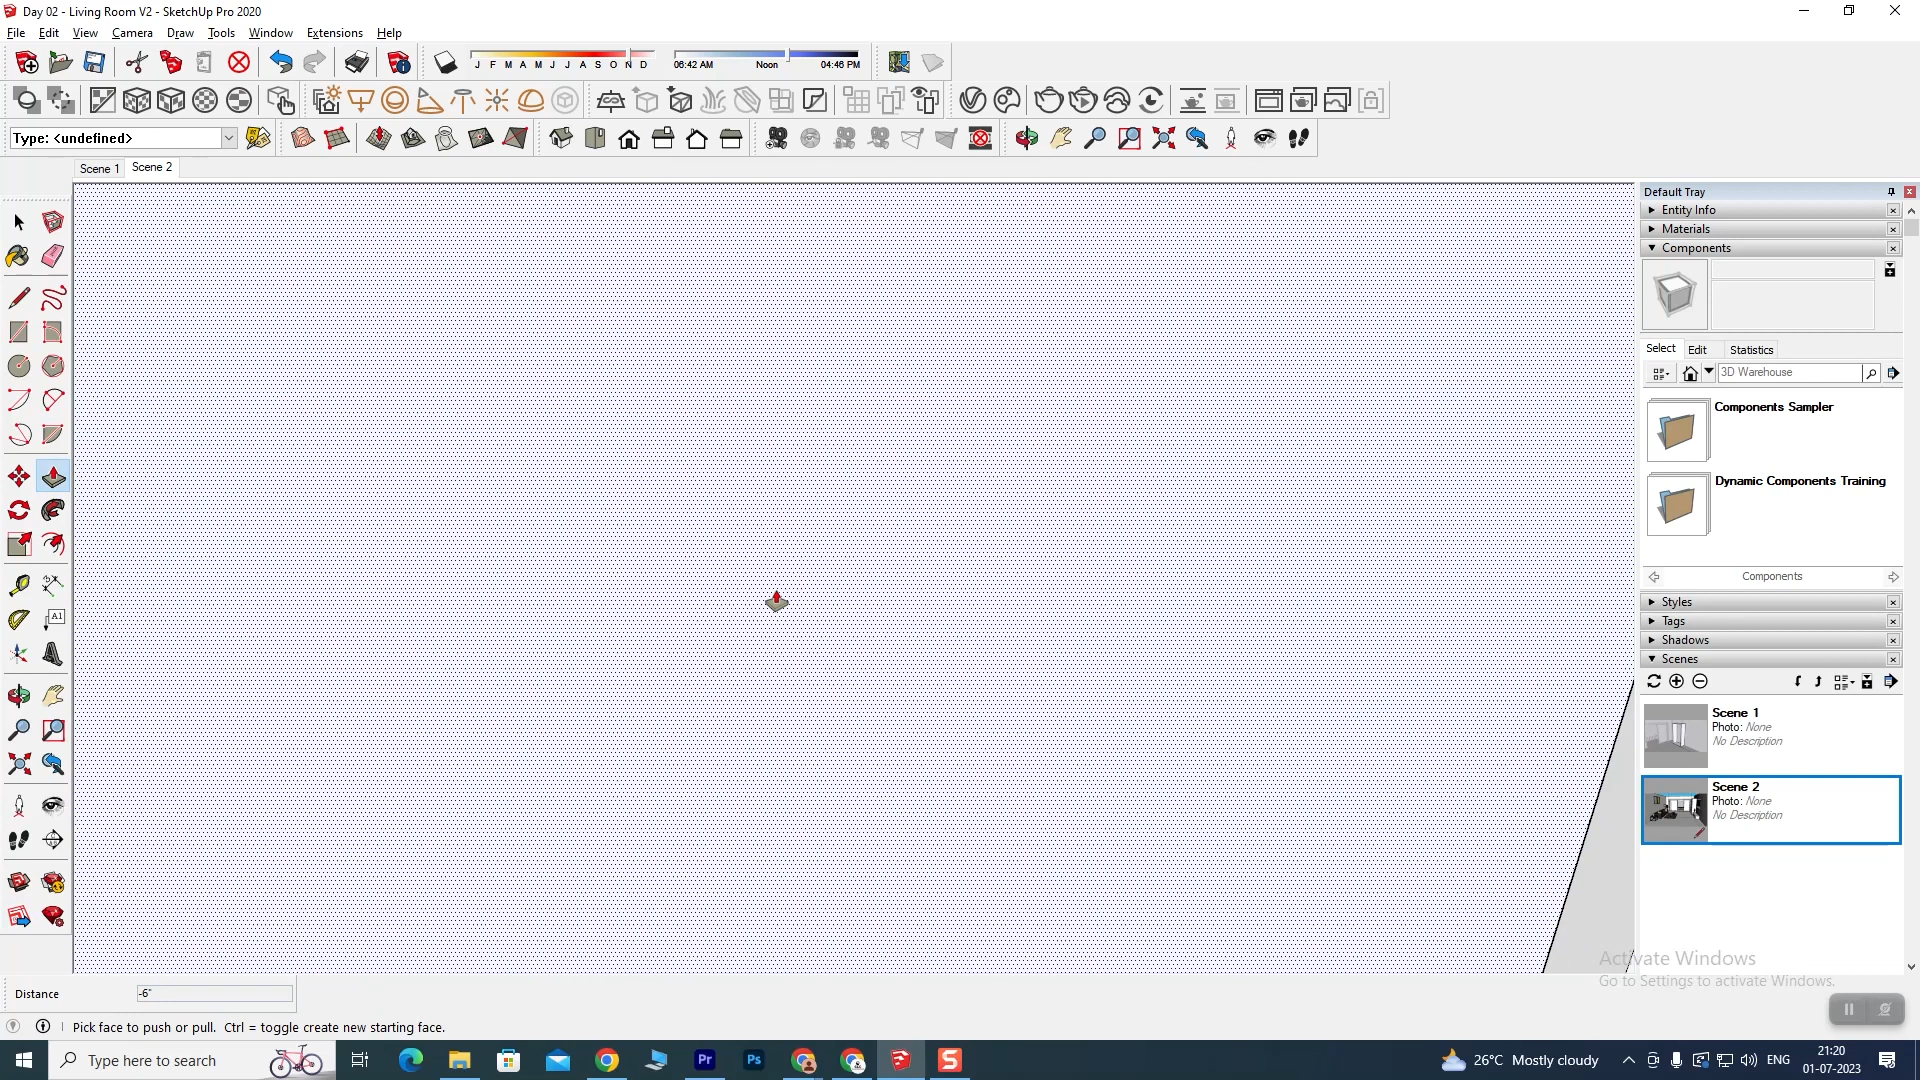 Day 02 - Living Room V2 - SketchUp Pro 2020
File Edit View Camera Draw Tools Window Extensions Help
J F M A M J J A S O N D
06:42 AM Noon 04:46 PM
Type: <undefined>
Scene 1 Scene 2
Default Tray
Entity Info
Materials
Components
Select Edit Statistics
3D Warehouse
Components Sampler
Dynamic Components Training
Components
Styles
Tags
Shadows
Scenes
Scene 1
Photo: None
No Description
Scene 2
Photo: None
No Description
A1
Activate Windows
Go to Settings to activate Windows.
Distance -6"
Pick face to push or pull. Ctrl = toggle create new starting face.
Type here to search
Pr
Ps
S
26°C Mostly cloudy
ENG
21:20
01-07-2023